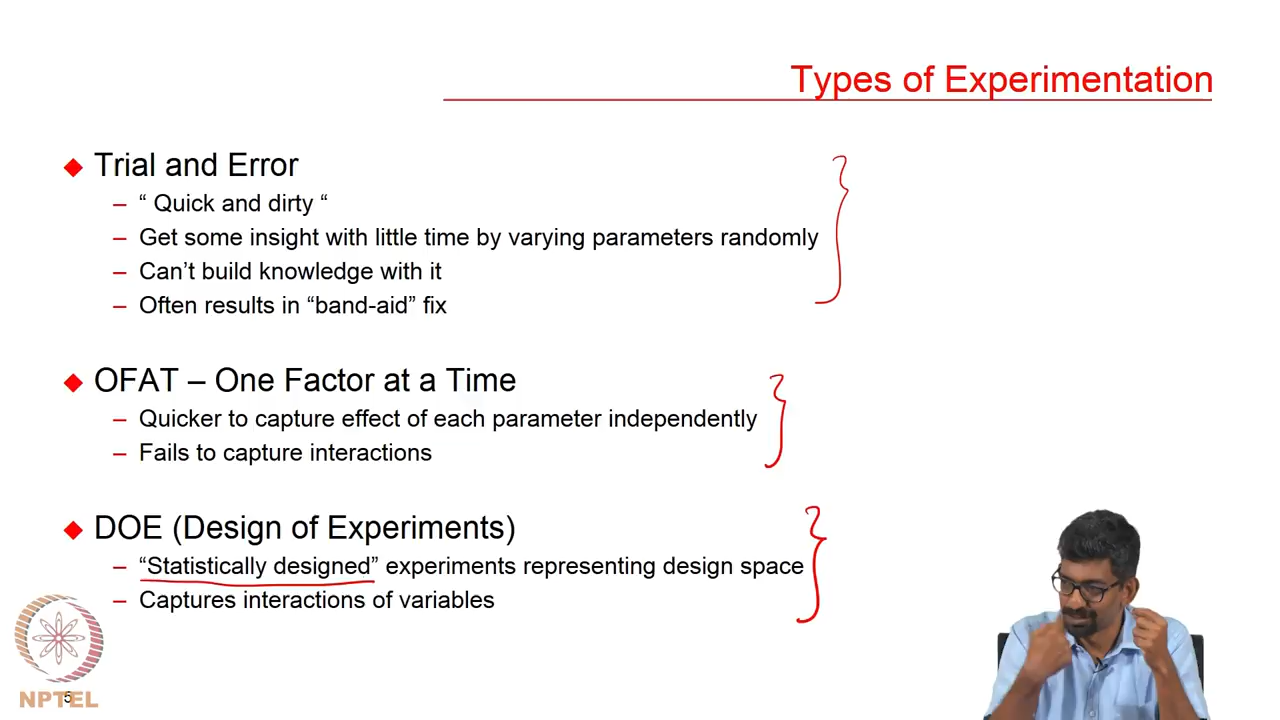 Types of Experimentation
Trial and Error
– “ Quick and dirty “
– Get some insight with little time by varying parameters randomly
– Can’t build knowledge with it
– Often results in “band-aid” fix
OFAT – One Factor at a Time
– Quicker to capture effect of each parameter independently
– Fails to capture interactions
DOE (Design of Experiments)
– “Statistically designed” experiments representing design space
– Captures interactions of variables
NPTEL
5